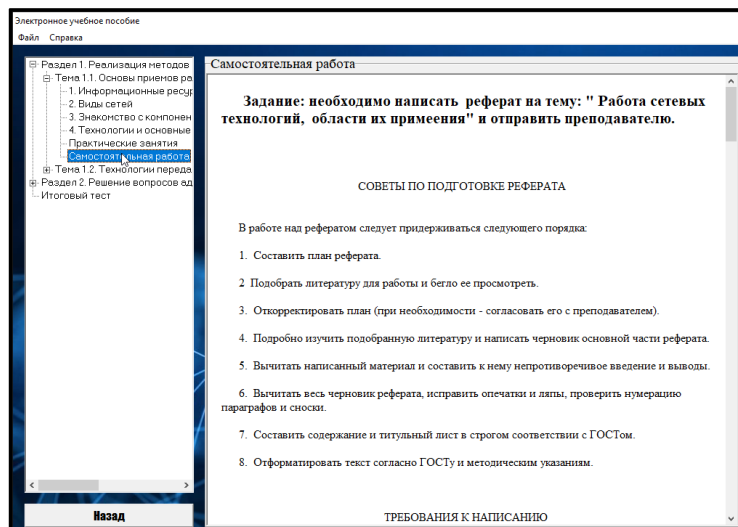 Электронное учебное пособие
Файл Справка
Раздел 1. Реализация методов
Тема 1.1. Основы приемов ра
1. Информационные ресур
2. Виды сетей
3. Знакомство с компонен
4. Технологии и основные
Практические занятия
Самостоятельная работа
Тема 1.2. Технологии переда
Раздел 2. Решение вопросов ад
Итоговый тест
Назад
Самостоятельная работа
Задание: необходимо написать реферат на тему: " Работа сетевых
технологий, области их примеения" и отправить преподавателю.
СОВЕТЫ ПО ПОДГОТОВКЕ РЕФЕРАТА
В работе над рефератом следует придерживаться следующего порядка:
1. Составить план реферата.
2 Подобрать литературу для работы и бегло ее просмотреть.
3. Откорректировать план (при необходимости - согласовать его с преподавателем).
4. Подробно изучить подобранную литературу и написать черновик основной части реферата.
5. Вычитать написанный материал и составить к нему непротиворечивое введение и выводы.
6. Вычитать весь черновик реферата, исправить опечатки и ляпы, проверить нумерацию
параграфов и сноски.
7. Составить содержание и титульный лист в строгом соответствии с ГОСТом.
8. Отформатировать текст согласно ГОСТу и методическим указаниям.
ТРЕБОВАНИЯ К НАПИСАНИЮ